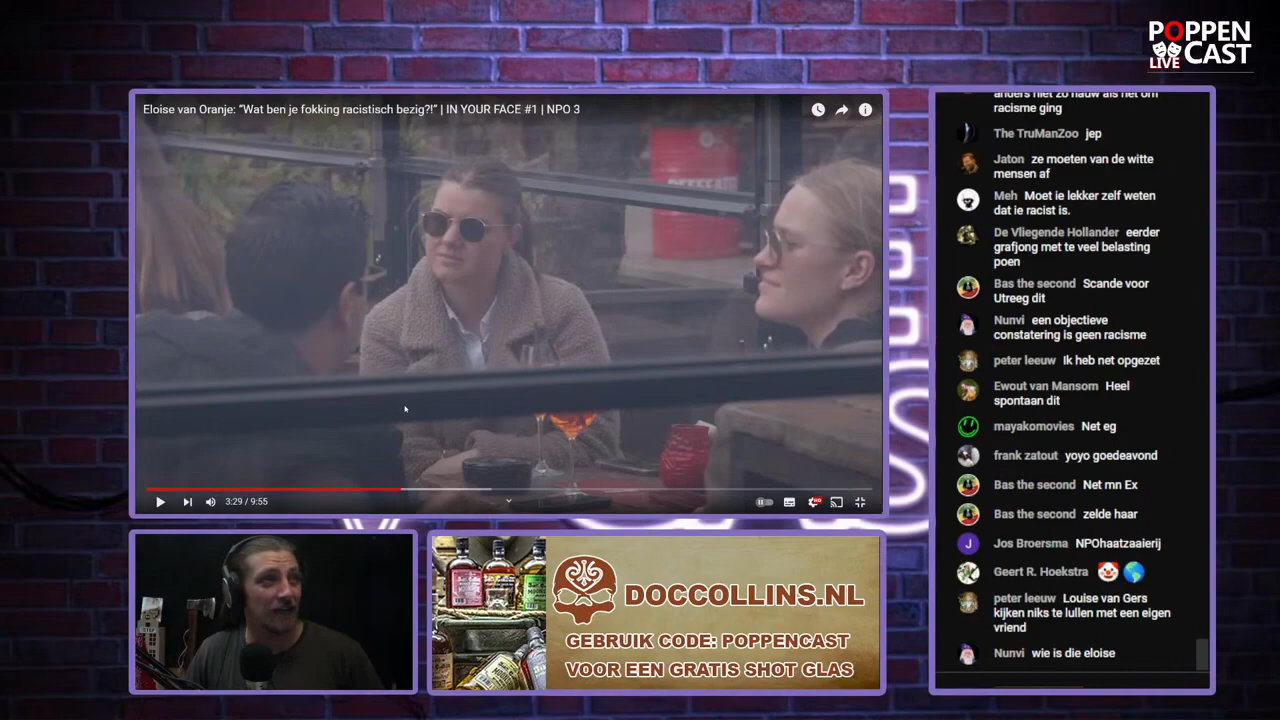 POPPEN
LIVE CAST
Eloise van Oranje: "Wat ben je fokking racistisch bezig?!" | IN YOUR FACE #1 | NPO 3
3:29 / 9:55
HD
DOCCOLLINS.NL
GEBRUIK CODE: POPPENCAST
VOOR EEN GRATIS SHOT GLAS
anders niet zo nauw als het om
racisme ging
The TruManZoo jep
Jaton ze moeten van de witte
mensen af
Meh Moet ie lekker zelf weten
dat ie racist is.
De Vliegende Hollander eerder
grafjong met te veel belasting
poen
Bas the second Scande voor
Utreeg dit
Nunvi een objectieve
constatering is geen racisme
peter leeuw Ik heb net opgezet
Ewout van Mansom Heel
spontaan dit
mayakomovies Net eg
frank zatout yoyo goedeavond
Bas the second Net mn Ex
Bas the second zelde haar
J Jos Broersma NPOhaatzaaierij
Geert R. Hoekstra 🤡🌎
peter leeuw Louise van Gers
kijken niks te lullen met een eigen
vriend
Nunvi wie is die eloise